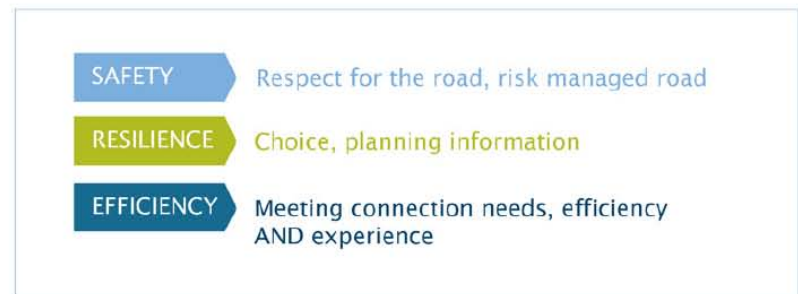 SAFETY Respect for the road, risk managed road
RESILIENCE Choice, planning information
EFFICIENCY Meeting connection needs, efficiency
AND experience